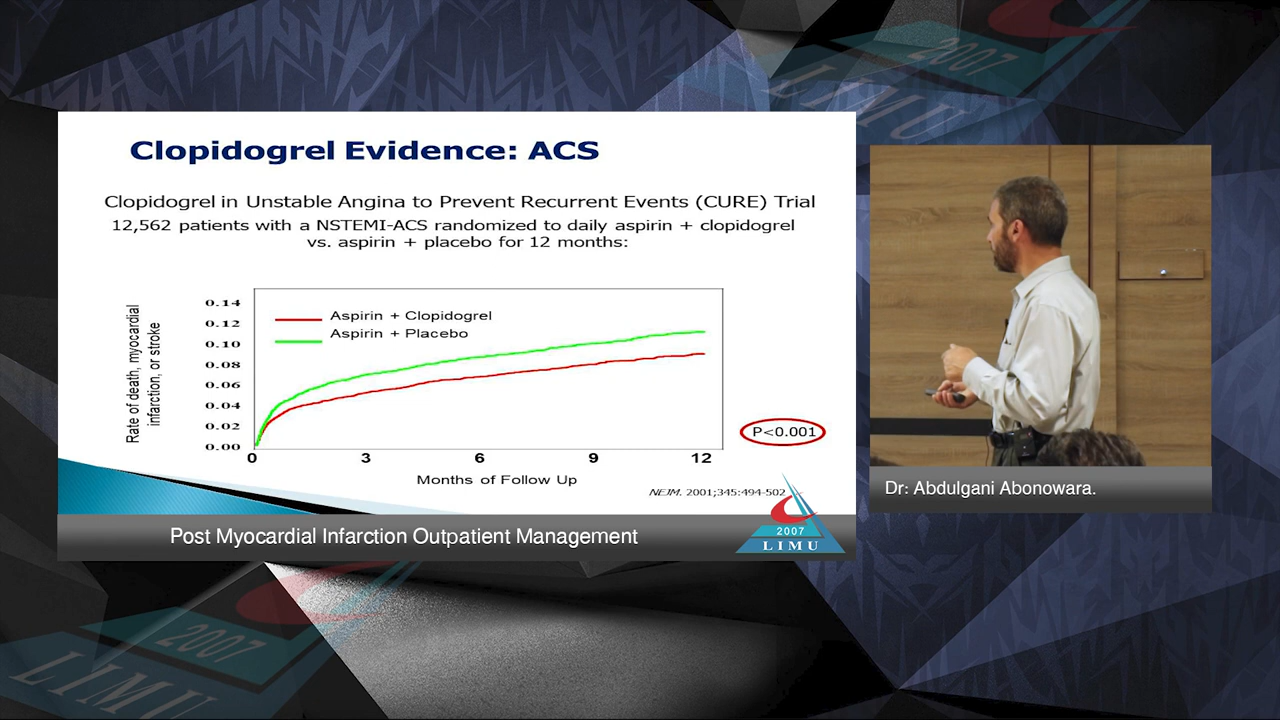 Clopidogrel Evidence: ACS
Clopidogrel in Unstable Angina to Prevent Recurrent Events (CURE) Trial
12,562 patients with a NSTEMI-ACS randomized to daily aspirin + clopidogrel
vs. aspirin + placebo for 12 months:
Rate of death, myocardial
infarction, or stroke
0.14
0.12
0.10
0.08
0.06
0.04
0.02
0.00
Aspirin + Clopidogrel
Aspirin + Placebo
P<0.001
0 3 6 9 12
Months of Follow Up
NEJM. 2001;345:494-502
Post Myocardial Infarction Outpatient Management
2007
LIMU
Dr: Abdulgani Abonowara.
2007
LIMU
2007
LIMU